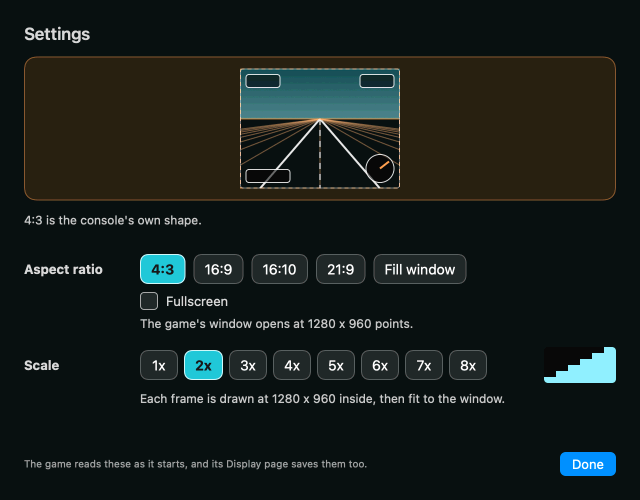 Settings
4:3 is the console's own shape.
Aspect ratio
4:3
16:9
16:10
21:9
Fill window
Fullscreen
The game's window opens at 1280 x 960 points.
Scale
1x
2x
3x
4x
5x
6x
7x
8x
Each frame is drawn at 1280 x 960 inside, then fit to the window.
The game reads these as it starts, and its Display page saves them too.
Done